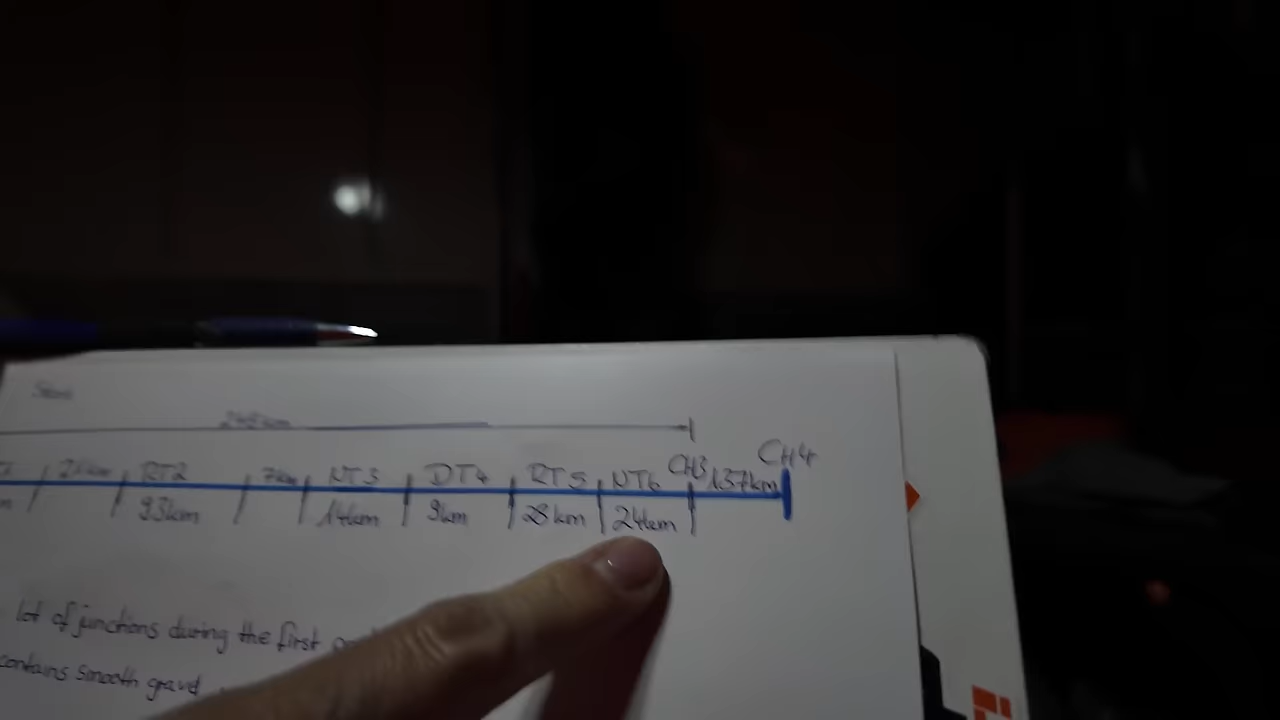 CH4
RT2 7km NT3 DT4 RT5 NT6 CH3 137km
93km 14km 9km 28km 24km
lot of junctions during the first
contains smooth gravel